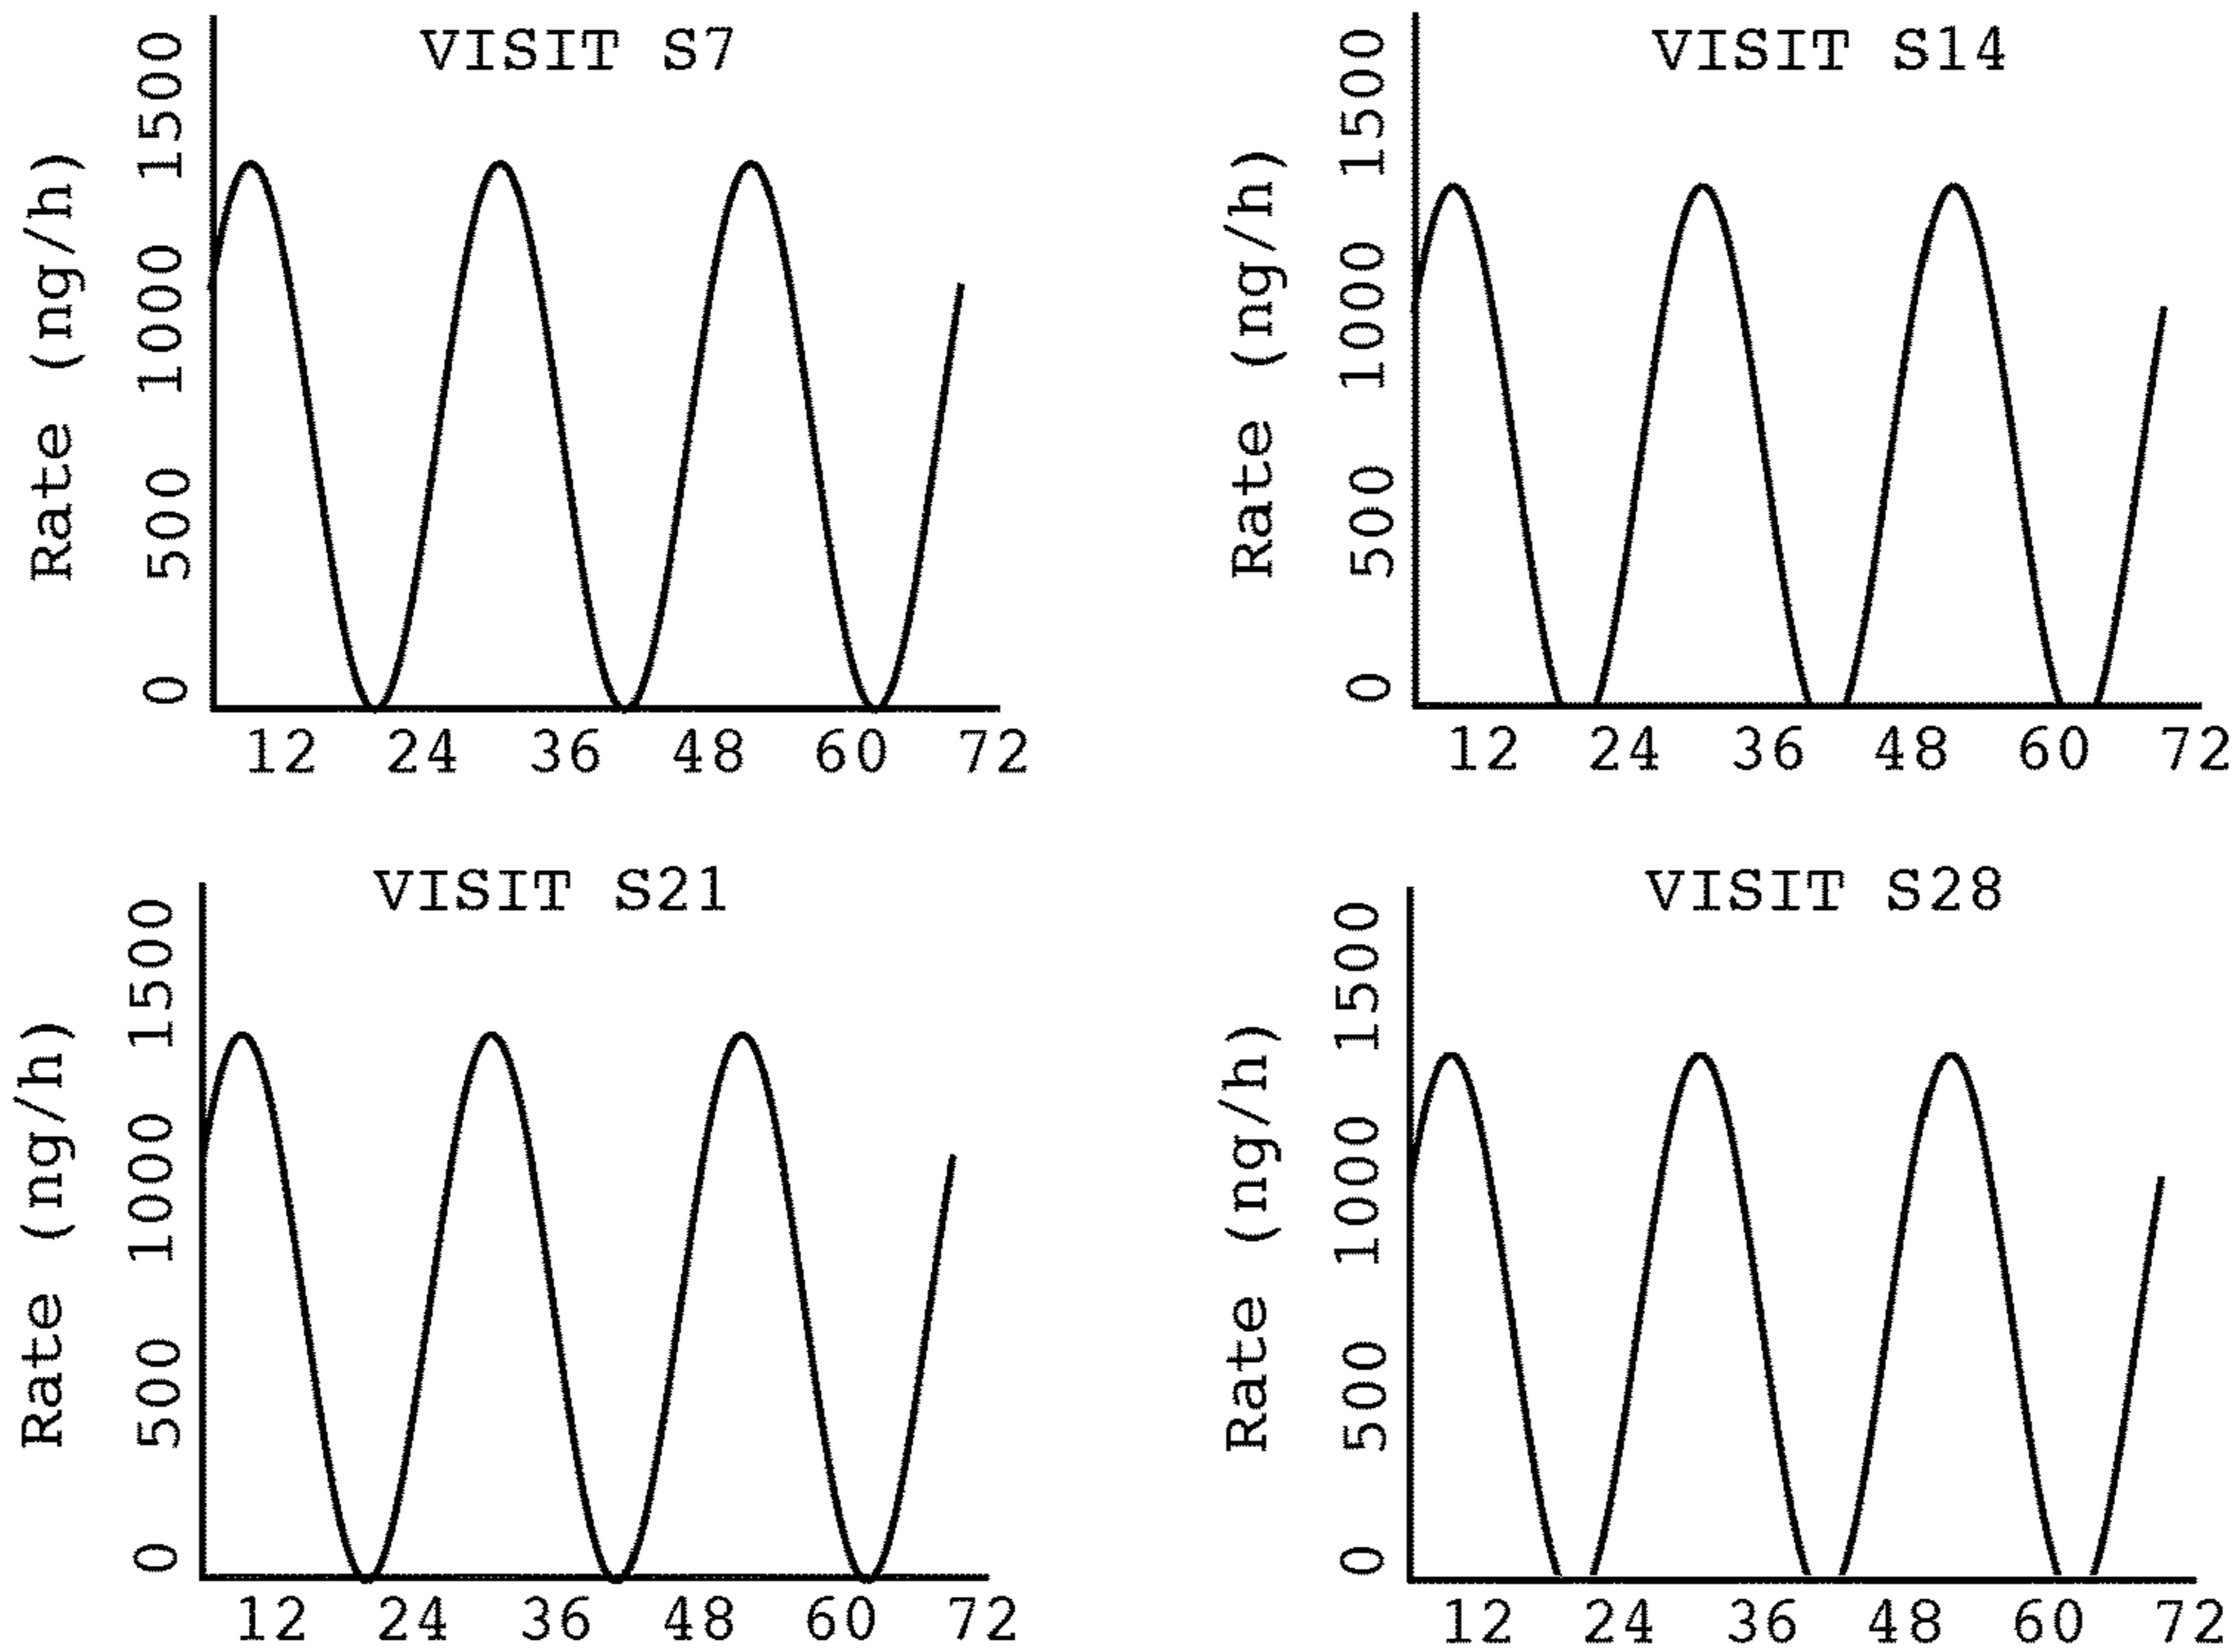 VISIT S7
Rate (ng/h)
1500
1000
500
0
12 24 36 48 60 72
VISIT S14
Rate (ng/h)
1500
1000
500
0
12 24 36 48 60 72
VISIT S21
Rate (ng/h)
1500
1000
500
0
12 24 36 48 60 72
VISIT S28
Rate (ng/h)
1500
1000
500
0
12 24 36 48 60 72